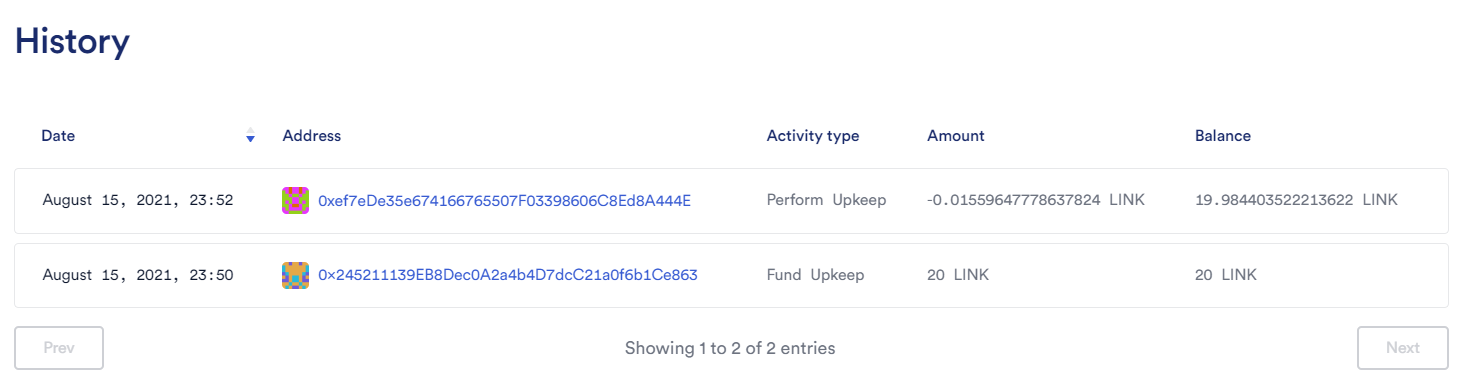 History
Date Address Activity type Amount Balance
August 15, 2021, 23:52 0xef7eDe35e674166765507F03398606C8Ed8A444E Perform Upkeep -0.01559647778637824 LINK 19.984403522213622 LINK
August 15, 2021, 23:50 0x245211139EB8Dec0A2a4b4D7dcC21a0f6b1Ce863 Fund Upkeep 20 LINK 20 LINK
Prev Showing 1 to 2 of 2 entries Next